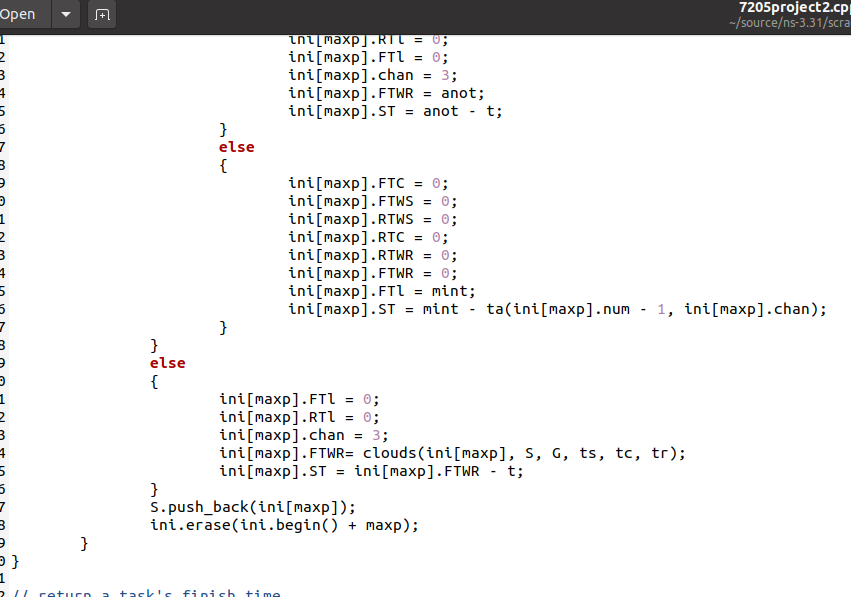 Open
7205project2.cpp
~/source/ns-3.31/scra
1 ini[maxp].RTl = 0;
2 ini[maxp].FTl = 0;
3 ini[maxp].chan = 3;
4 ini[maxp].FTWR = anot;
5 ini[maxp].ST = anot - t;
6 }
7 else
8 {
9 ini[maxp].FTC = 0;
0 ini[maxp].FTWS = 0;
1 ini[maxp].RTWS = 0;
2 ini[maxp].RTC = 0;
3 ini[maxp].RTWR = 0;
4 ini[maxp].FTWR = 0;
5 ini[maxp].FTl = mint;
6 ini[maxp].ST = mint - ta(ini[maxp].num - 1, ini[maxp].chan);
7 }
8 }
9 else
0 {
1 ini[maxp].FTl = 0;
2 ini[maxp].RTl = 0;
3 ini[maxp].chan = 3;
4 ini[maxp].FTWR= clouds(ini[maxp], S, G, ts, tc, tr);
5 ini[maxp].ST = ini[maxp].FTWR - t;
6 }
7 S.push_back(ini[maxp]);
8 ini.erase(ini.begin() + maxp);
9 }
0 }
1
2 // return a task's finish time